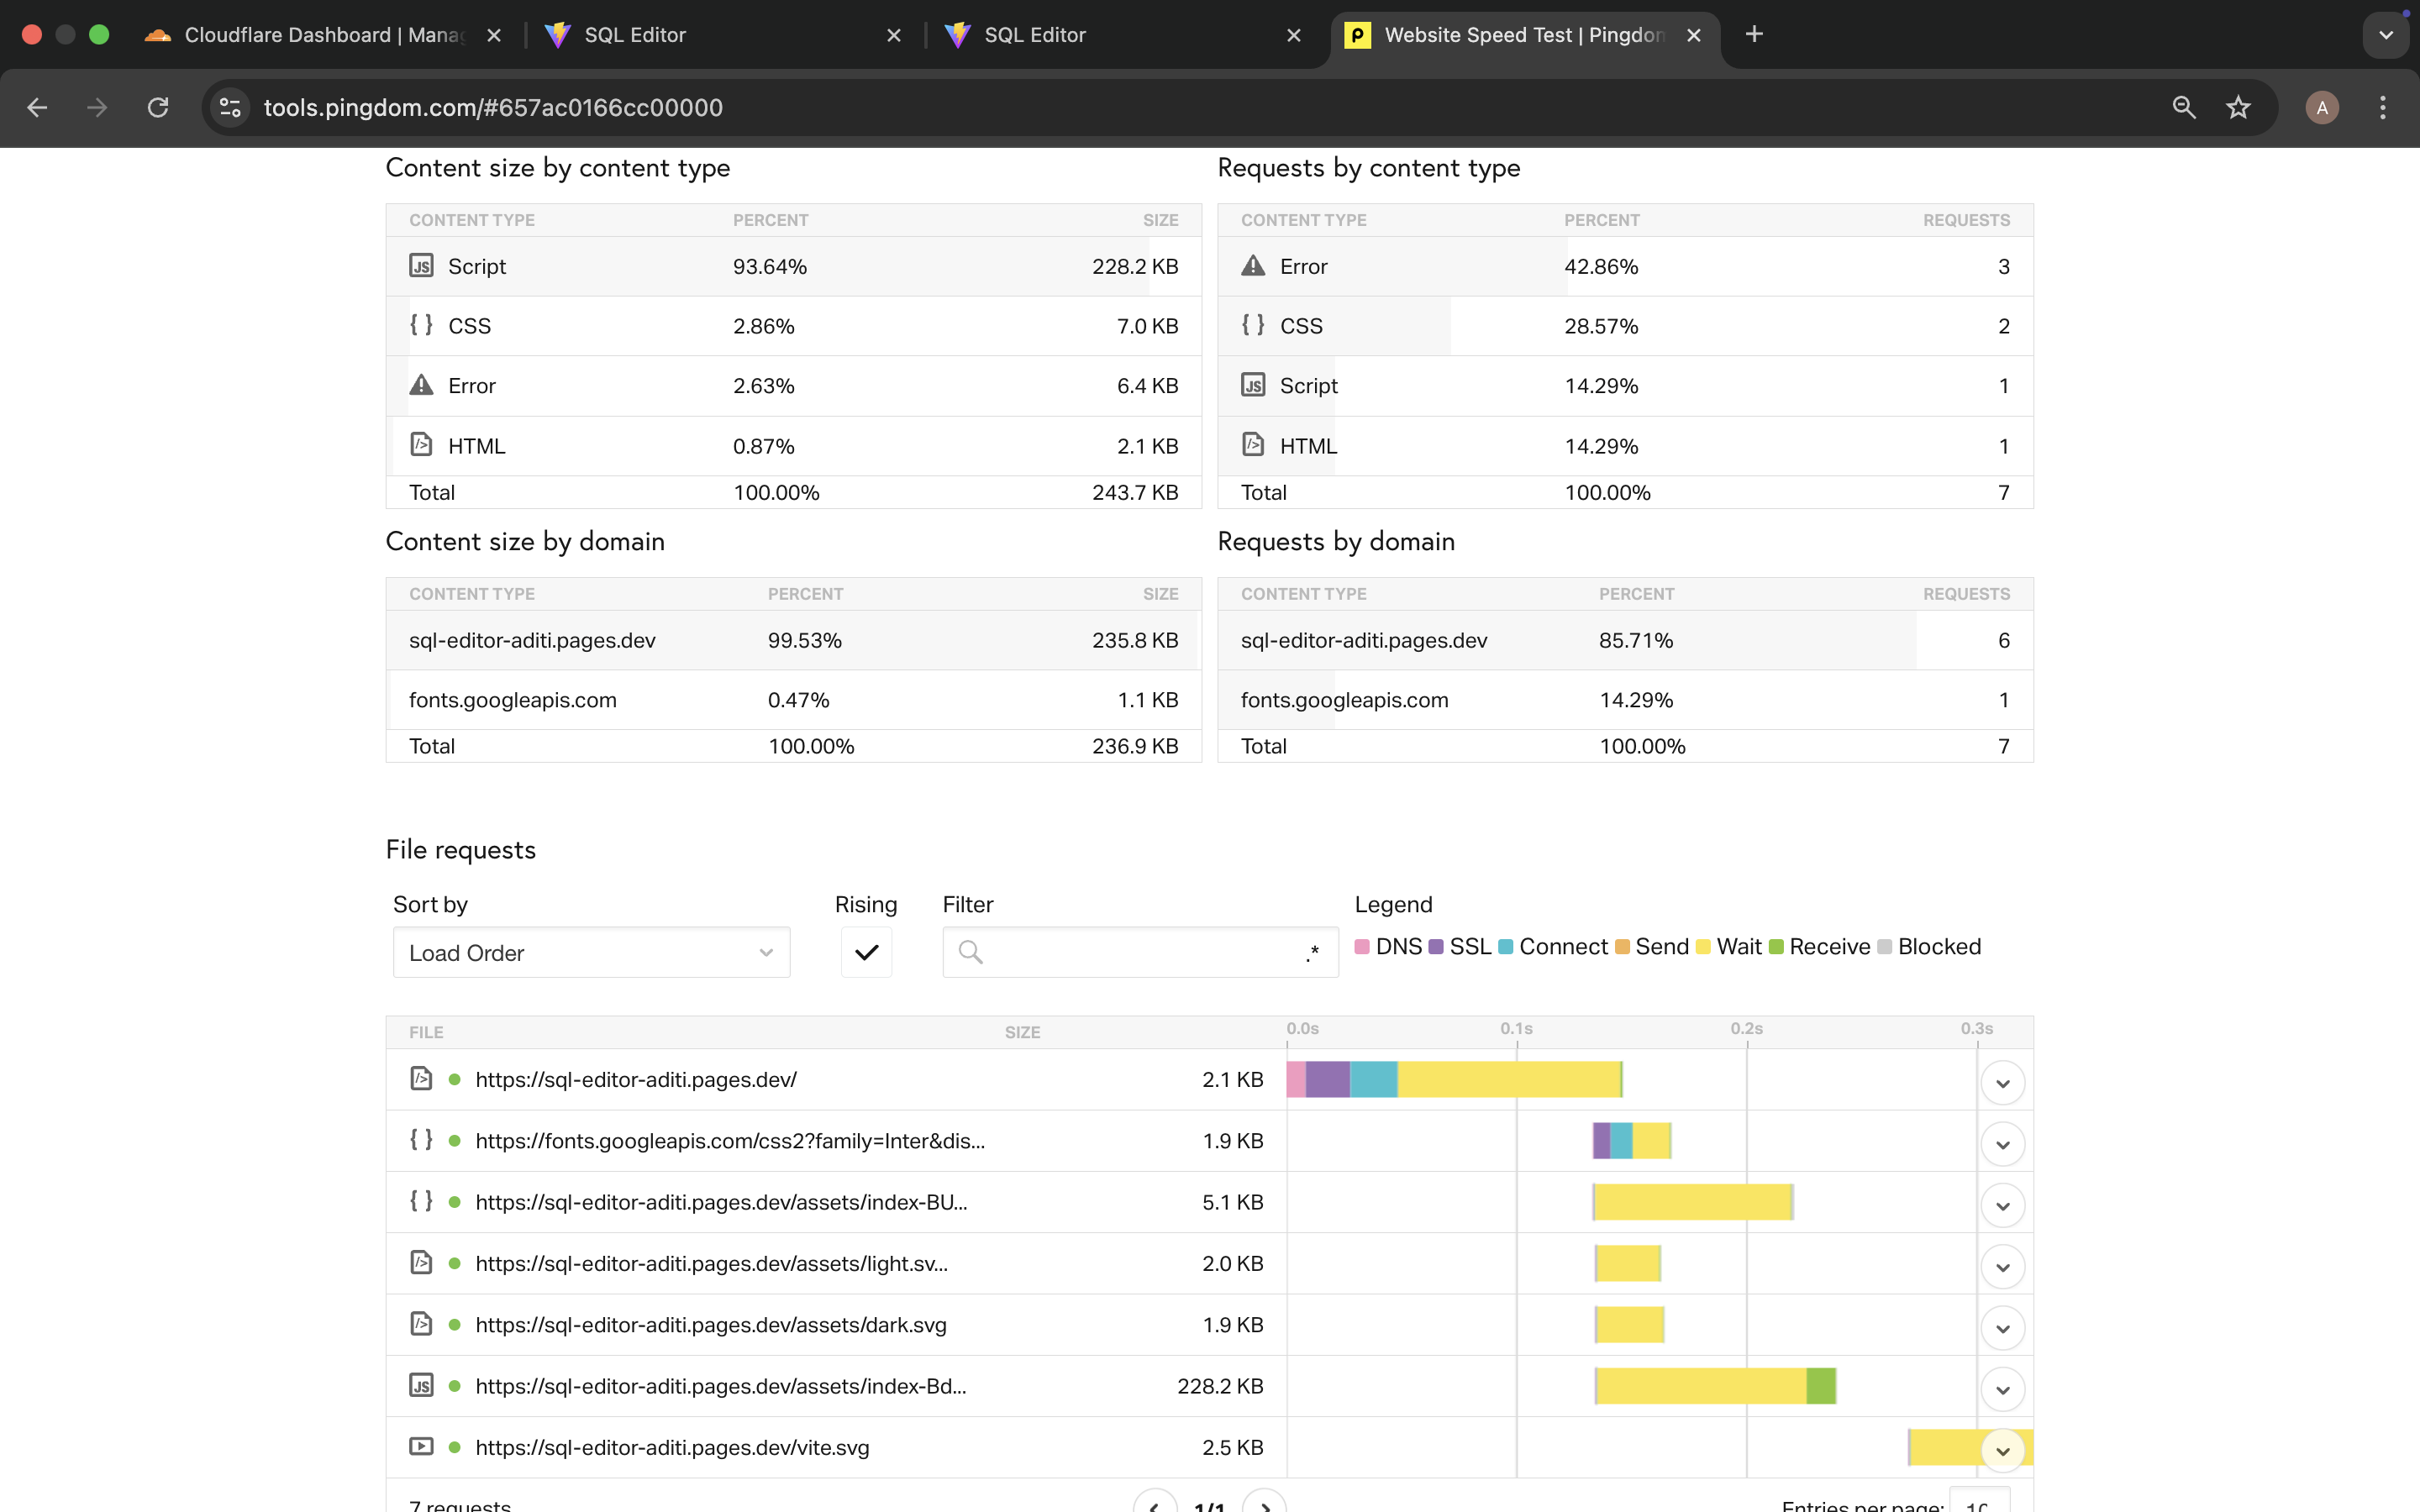 Cloudflare Dashboard | Manag
SQL Editor
SQL Editor
Website Speed Test | Pingdom
tools.pingdom.com/#657ac0166cc00000
A
Content size by content type
CONTENT TYPE PERCENT SIZE
JS Script 93.64% 228.2 KB
{ } CSS 2.86% 7.0 KB
Error 2.63% 6.4 KB
HTML 0.87% 2.1 KB
Total 100.00% 243.7 KB
Requests by content type
CONTENT TYPE PERCENT REQUESTS
Error 42.86% 3
{ } CSS 28.57% 2
JS Script 14.29% 1
HTML 14.29% 1
Total 100.00% 7
Content size by domain
CONTENT TYPE PERCENT SIZE
sql-editor-aditi.pages.dev 99.53% 235.8 KB
fonts.googleapis.com 0.47% 1.1 KB
Total 100.00% 236.9 KB
Requests by domain
CONTENT TYPE PERCENT REQUESTS
sql-editor-aditi.pages.dev 85.71% 6
fonts.googleapis.com 14.29% 1
Total 100.00% 7
File requests
Sort by Rising Filter Legend
Load Order .* DNS SSL Connect Send Wait Receive Blocked
FILE SIZE 0.0s 0.1s 0.2s 0.3s
https://sql-editor-aditi.pages.dev/ 2.1 KB
{ } https://fonts.googleapis.com/css2?family=Inter&dis... 1.9 KB
{ } https://sql-editor-aditi.pages.dev/assets/index-BU... 5.1 KB
https://sql-editor-aditi.pages.dev/assets/light.sv... 2.0 KB
https://sql-editor-aditi.pages.dev/assets/dark.svg 1.9 KB
JS https://sql-editor-aditi.pages.dev/assets/index-Bd... 228.2 KB
https://sql-editor-aditi.pages.dev/vite.svg 2.5 KB
7 requests 1/1 Entries per page: 10